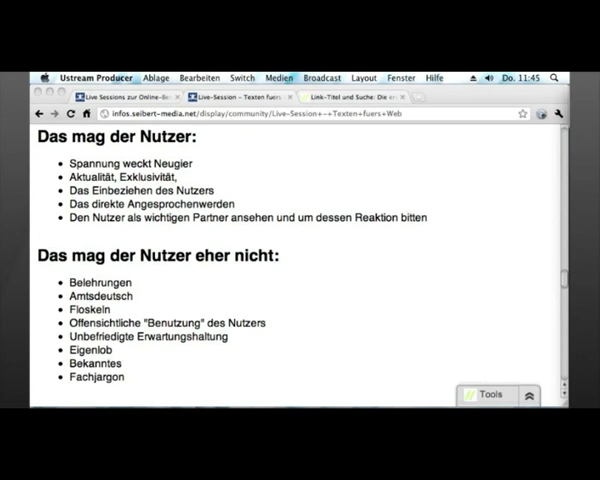 Ustream Producer Ablage Bearbeiten Switch Medien Broadcast Layout Fenster Hilfe Do. 11:45
Live Sessions zur Online-Be Live-Session – Texten fuers Link-Titel und Suche: Die er
infos.seibert-media.net/display/community/Live-Session+-+Texten+fuers+Web
Das mag der Nutzer:
Spannung weckt Neugier
Aktualität, Exklusivität,
Das Einbeziehen des Nutzers
Das direkte Angesprochenwerden
Den Nutzer als wichtigen Partner ansehen und um dessen Reaktion bitten
Das mag der Nutzer eher nicht:
Belehrungen
Amtsdeutsch
Floskeln
Offensichtliche "Benutzung" des Nutzers
Unbefriedigte Erwartungshaltung
Eigenlob
Bekanntes
Fachjargon
Tools